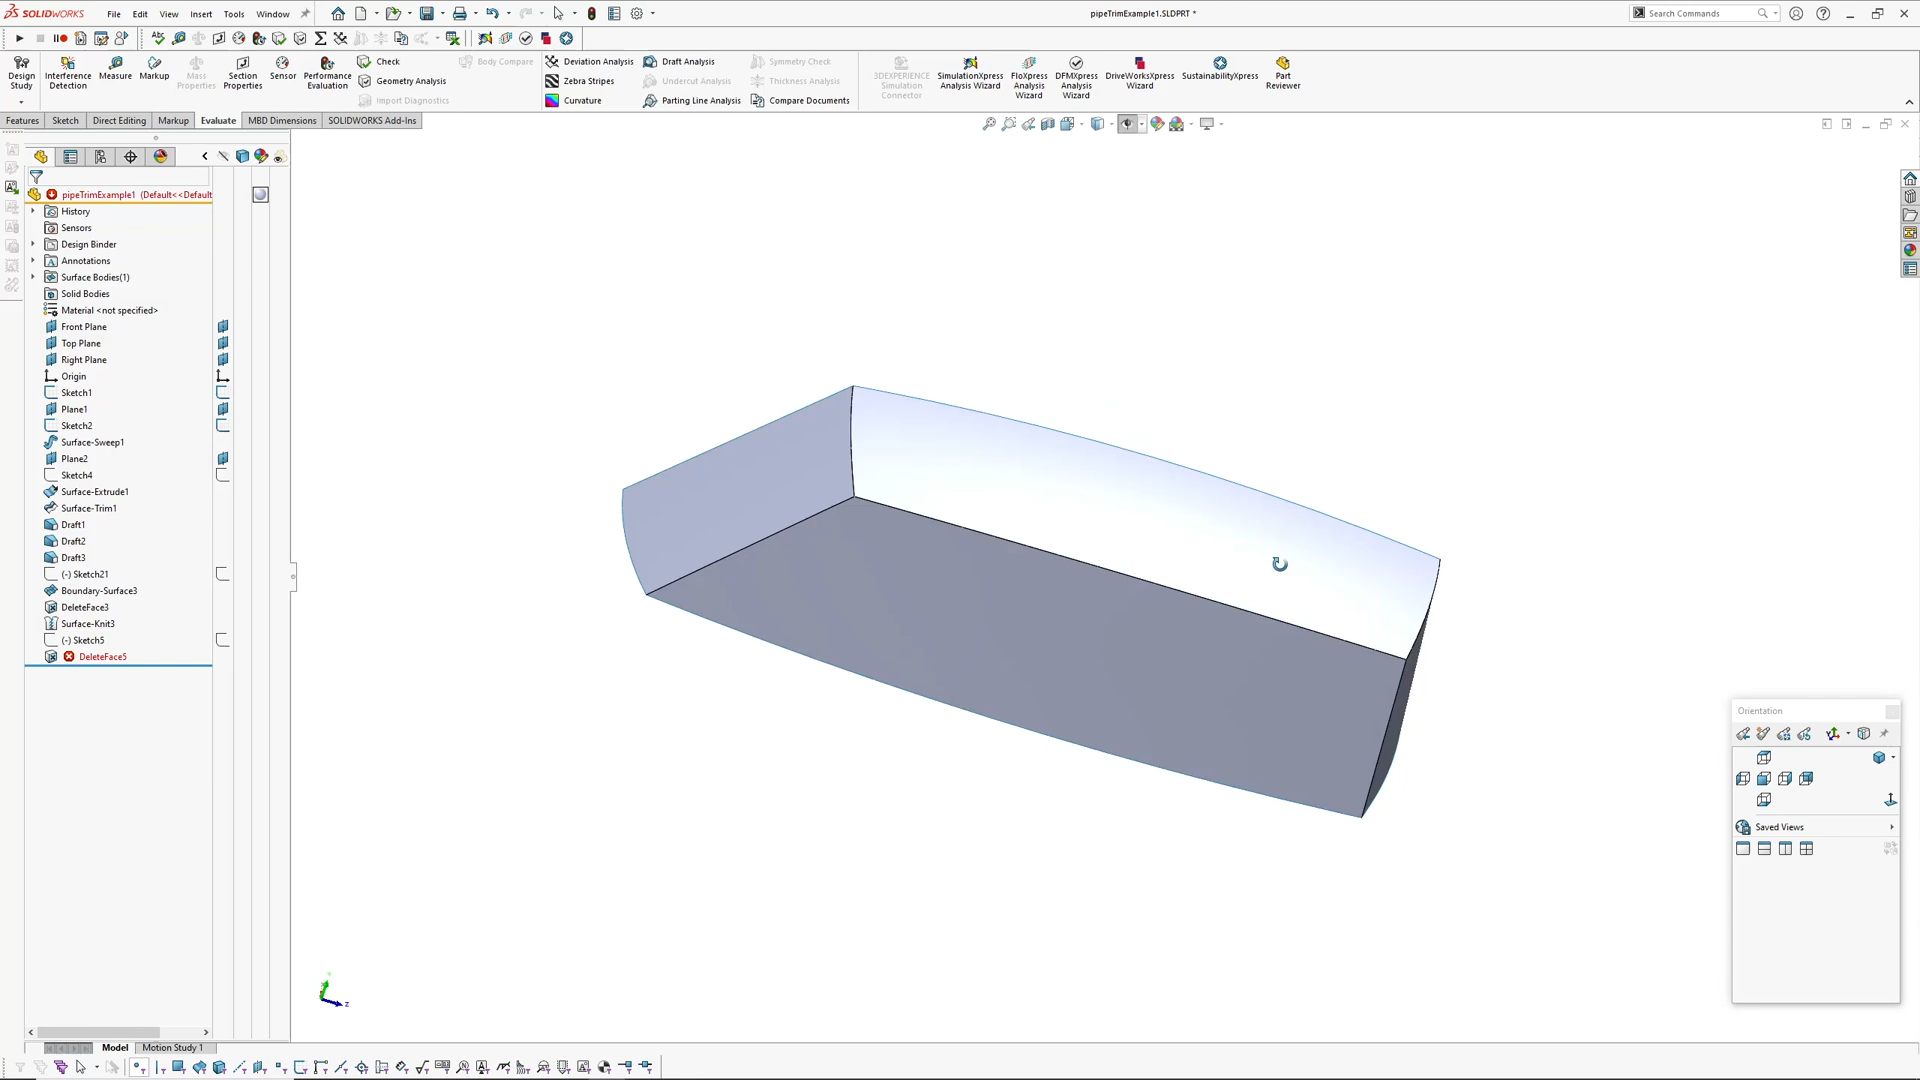 SOLIDWORKS File Edit View Insert Tools Window pipeTrimExample1.SLDPRT * Search Commands
Design Study
Interference Detection
Measure
Markup
Mass Properties
Section Properties
Sensor
Performance Evaluation
Check
Geometry Analysis
Import Diagnostics
Body Compare
Deviation Analysis
Zebra Stripes
Curvature
Draft Analysis
Undercut Analysis
Parting Line Analysis
Symmetry Check
Thickness Analysis
Compare Documents
3DEXPERIENCE Simulation Connector
SimulationXpress Analysis Wizard
FloXpress Analysis Wizard
DFMXpress Analysis Wizard
DriveWorksXpress Wizard
SustainabilityXpress
Part Reviewer
Features Sketch Direct Editing Markup Evaluate MBD Dimensions SOLIDWORKS Add-Ins
pipeTrimExample1 (Default<<Default
History
Sensors
Design Binder
Annotations
Surface Bodies(1)
Solid Bodies
Material <not specified>
Front Plane
Top Plane
Right Plane
Origin
Sketch1
Plane1
Sketch2
Surface-Sweep1
Plane2
Sketch4
Surface-Extrude1
Surface-Trim1
Draft1
Draft2
Draft3
(-) Sketch21
Boundary-Surface3
DeleteFace3
Surface-Knit3
(-) Sketch5
DeleteFace5
Orientation
Saved Views
z
Model Motion Study 1